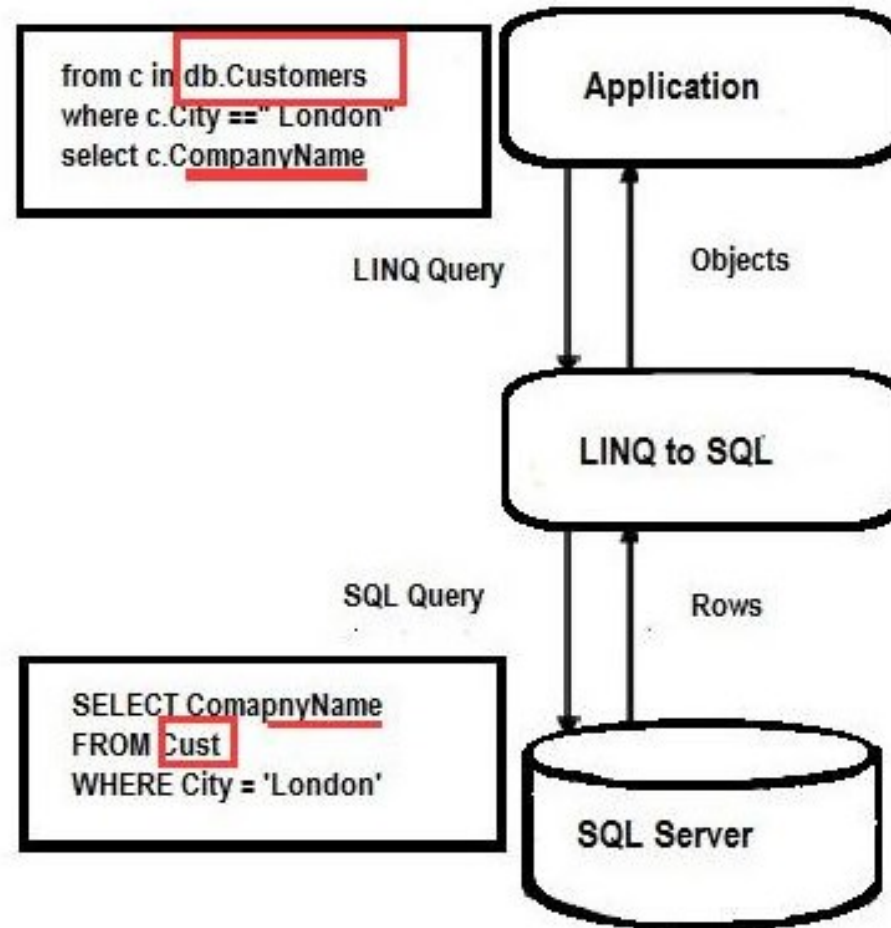 from c in db.Customers
where c.City ==" London"
select c.CompanyName
Application
LINQ Query
Objects
LINQ to SQL
SQL Query
Rows
SELECT ComapnyName
FROM Cust
WHERE City = 'London'
SQL Server